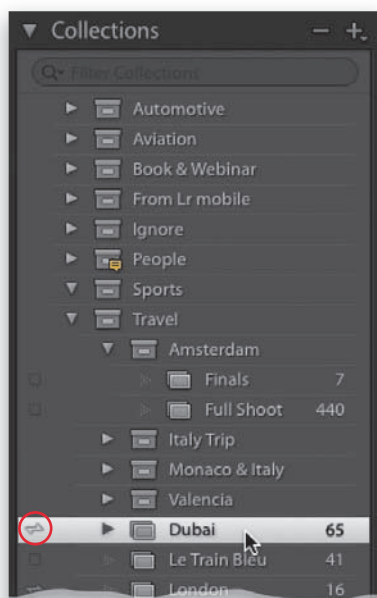 Collections
Filter Collections
Automotive
Aviation
Book & Webinar
From Lr mobile
Ignore
People
Sports
Travel
Amsterdam
Finals 7
Full Shoot 440
Italy Trip
Monaco & Italy
Valencia
Dubai 65
Le Train Bleu 41
London 16